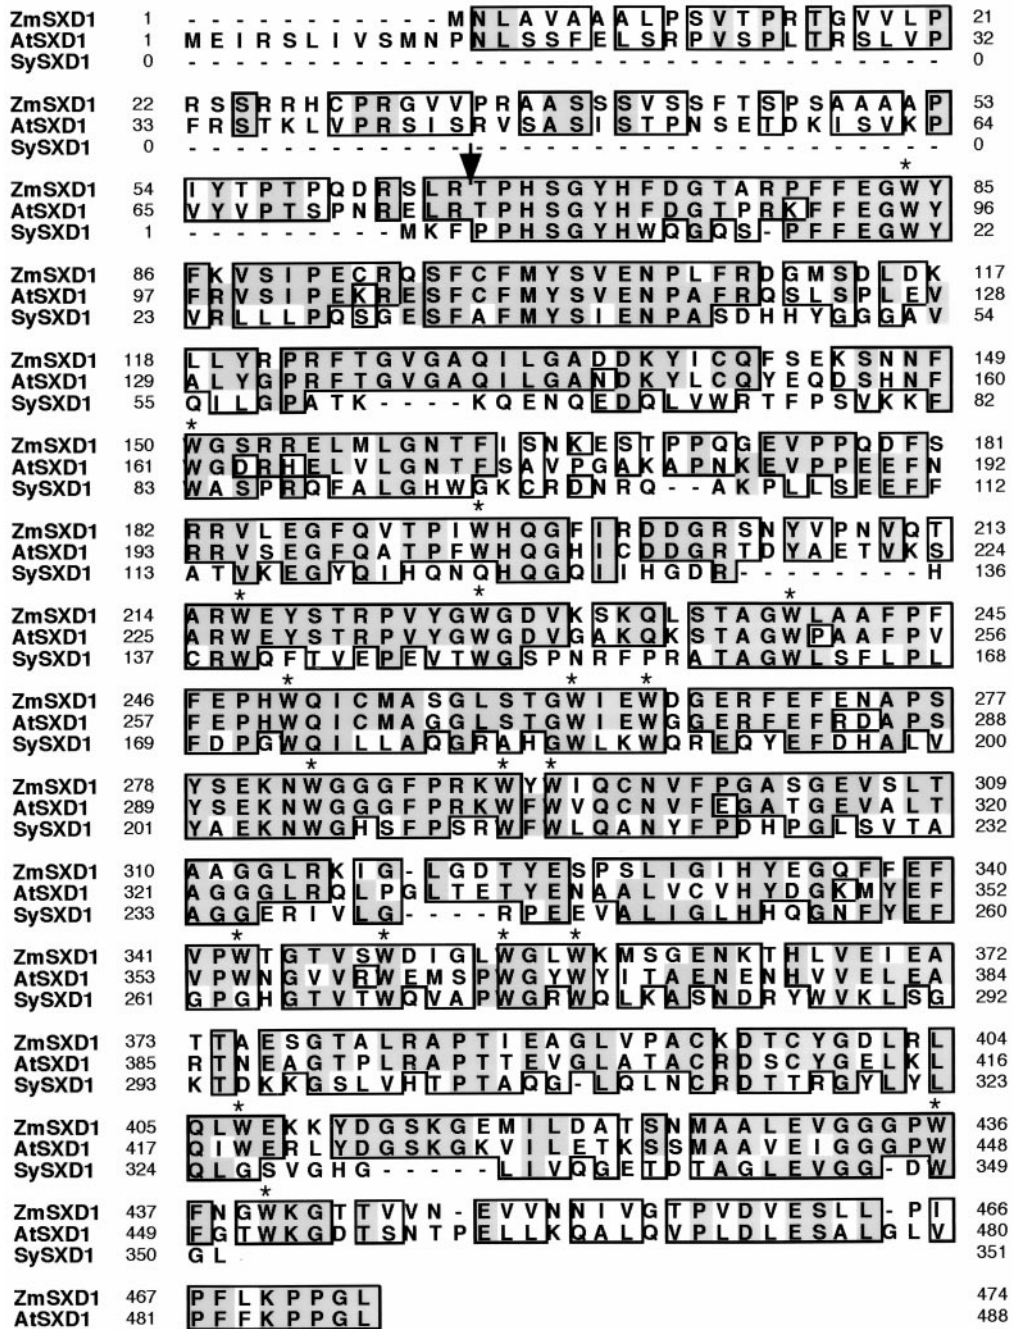 ZmSXD1 1 - - - - - - - - - - - M N L A V A A A L P S V T P R T G V V L P 21
AtSXD1 1 M E I R S L I V S M N P N L S S F E L S R P V S P L T R S L V P 32
SySXD1 0 - - - - - - - - - - - - - - - - - - - - - - - - - - - - - - - - 0
ZmSXD1 22 R S S R R H C P R G V V P R A A S S S V S S F T S P S A A A A P 53
AtSXD1 33 F R S T K L V P R S I S R V S A S I S T P N S E T D K I S V K P 64
SySXD1 0 - - - - - - - - - - - - - - - - - - - - - - - - - - - - - - - - 0
*
ZmSXD1 54 I Y T P T P Q D R S L R T P H S G Y H F D G T A R P F F E G W Y 85
AtSXD1 65 V Y V P T S P N R E L R T P H S G Y H F D G T P R K F F E G W Y 96
SySXD1 1 - - - - - - - - - M K F P P H S G Y H W Q G Q S - P F F E G W Y 22
ZmSXD1 86 F K V S I P E C R Q S F C F M Y S V E N P L F R D G M S D L D K 117
AtSXD1 97 F R V S I P E K R E S F C F M Y S V E N P A F R Q S L S P L E V 128
SySXD1 23 V R L L L P Q S G E S F A F M Y S I E N P A S D H H Y G G G A V 54
ZmSXD1 118 L L Y R P R F T G V G A Q I L G A D D K Y I C Q F S E K S N N F 149
AtSXD1 129 A L Y G P R F T G V G A Q I L G A N D K Y L C Q Y E Q D S H N F 160
SySXD1 55 Q I L G P A T K - - - - K Q E N Q E D Q L V W R T F P S V K K F 82
*
ZmSXD1 150 W G S R R E L M L G N T F I S N K E S T P P Q G E V P P Q D F S 181
AtSXD1 161 W G D R H E L V L G N T F S A V P G A K A P N K E V P P E E F N 192
SySXD1 83 W A S P R Q F A L G H W G K C R D N R Q - - A K P L L S E E F F 112
*
ZmSXD1 182 R R V L E G F Q V T P I W H Q G F I R D D G R S N Y V P N V Q T 213
AtSXD1 193 R R V S E G F Q A T P F W H Q G H I C D D G R T D Y A E T V K S 224
SySXD1 113 A T V K E G Y Q I H Q N Q H Q G Q I I H G D R - - - - - - - - H 136
* * *
ZmSXD1 214 A R W E Y S T R P V Y G W G D V K S K Q L S T A G W L A A F P F 245
AtSXD1 225 A R W E Y S T R P V Y G W G D V G A K Q K S T A G W P A A F P V 256
SySXD1 137 C R W Q F T V E P E V T W G S P N R F P R A T A G W L S F L P L 168
* * *
ZmSXD1 246 F E P H W Q I C M A S G L S T G W I E W D G E R F E F E N A P S 277
AtSXD1 257 F E P H W Q I C M A G G L S T G W I E W G G E R F E F R D A P S 288
SySXD1 169 F D P G W Q I L L A Q G R A H G W L K W Q R E Q Y E F D H A L V 200
* * *
ZmSXD1 278 Y S E K N W G G G F P R K W Y W I Q C N V F P G A S G E V S L T 309
AtSXD1 289 Y S E K N W G G G F P R K W F W V Q C N V F E G A T G E V A L T 320
SySXD1 201 Y A E K N W G H S F P S R W F W L Q A N Y F P D H P G L S V T A 232
ZmSXD1 310 A A G G L R K I G - L G D T Y E S P S L I G I H Y E G Q F F E F 340
AtSXD1 321 A A G G L R Q L P G L T E T Y E N A A L V C V H Y D G K M Y E F 352
SySXD1 233 A G G E R I V L G - - - - R P E E V A L I G L H H Q G N F Y E F 260
* * * *
ZmSXD1 341 V P W T G T V S W D I G L W G L W K M S G E N K T H L V E I E A 372
AtSXD1 353 V P W N G V V R W E M S P W G W Y I T A E N E N H V V E L E A 384
SySXD1 261 G P G H G T V T W Q V A P W G R W Q L K A S N D R Y W V K L S G 292
ZmSXD1 373 T T A E S G T A L R A P T I E A G L V P A C K D T C Y G D L R L 404
AtSXD1 385 R T N E A G T P L R A P T T E V G L A T A C R D S C Y G E L K L 416
SySXD1 293 K T D K K G S L V H T P T A Q G - L Q L N C R D T T R G Y L Y L 323
* *
ZmSXD1 405 Q L W E K K Y D G S K G E M I L D A T S N M A A L E V G G G P W 436
AtSXD1 417 Q I W E R L Y D G S K G K V I L E T K S S M A A V E I G G G P W 448
SySXD1 324 Q L G S V G H G - - - - - L I V Q G E T D T A G L E V G G - D W 349
*
ZmSXD1 437 F N G W K G T T V V N - E V V N N I V G T P V D V E S L L - P I 466
AtSXD1 449 F G T W K G D T S N T P E L L K Q A L Q V P L D L E S A L G L V 480
SySXD1 350 G L 351
ZmSXD1 467 P F L K P P G L 474
AtSXD1 481 P F F K P P G L 488